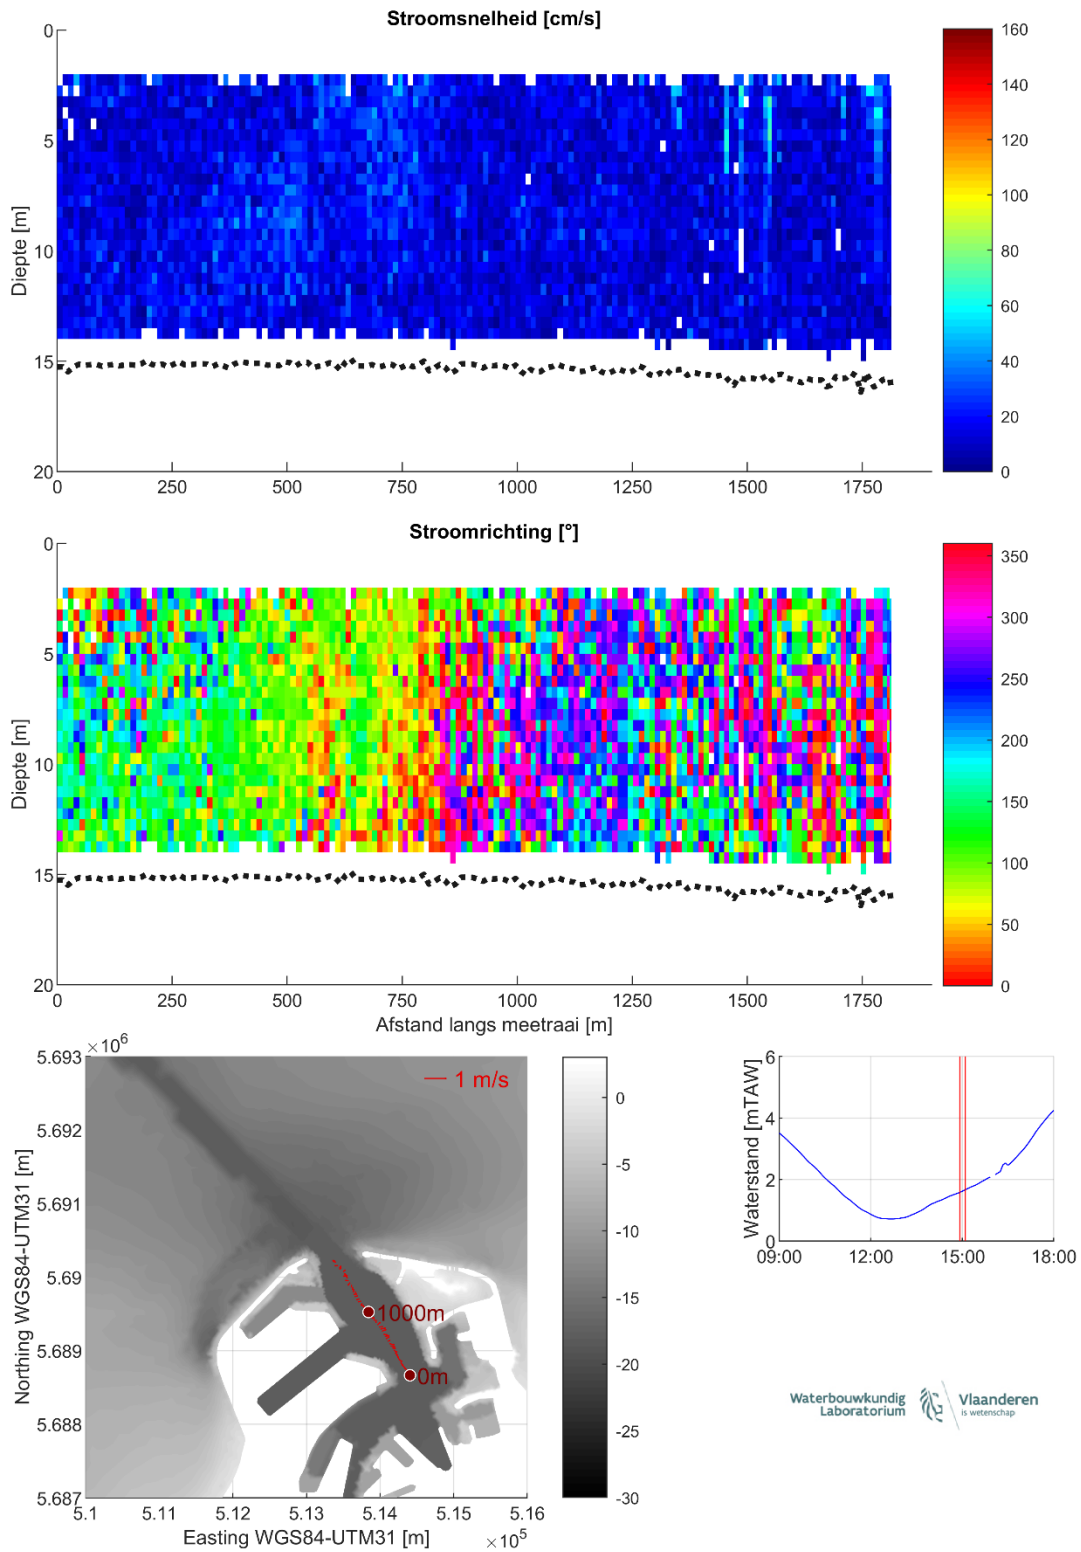 Stroomsnelheid [cm/s]
0
5
10
15
20
Diepte [m]
0 250 500 750 1000 1250 1500 1750
160
140
120
100
80
60
40
20
0
Stroomrichting [°]
0
5
10
15
20
Diepte [m]
0 250 500 750 1000 1250 1500 1750
Afstand langs meetraai [m]
350
300
250
200
150
100
50
0
×10⁶
5.693
5.692
5.691
5.69
5.689
5.688
5.687
Northing WGS84-UTM31 [m]
1 m/s
1000m
0m
5.1 5.11 5.12 5.13 5.14 5.15 5.16
Easting WGS84-UTM31 [m]
×10⁵
0
-5
-10
-15
-20
-25
-30
6
4
2
0
Waterstand [mTAW]
09:00 12:00 15:00 18:00
Waterbouwkundig
Laboratorium
Vlaanderen
is wetenschap